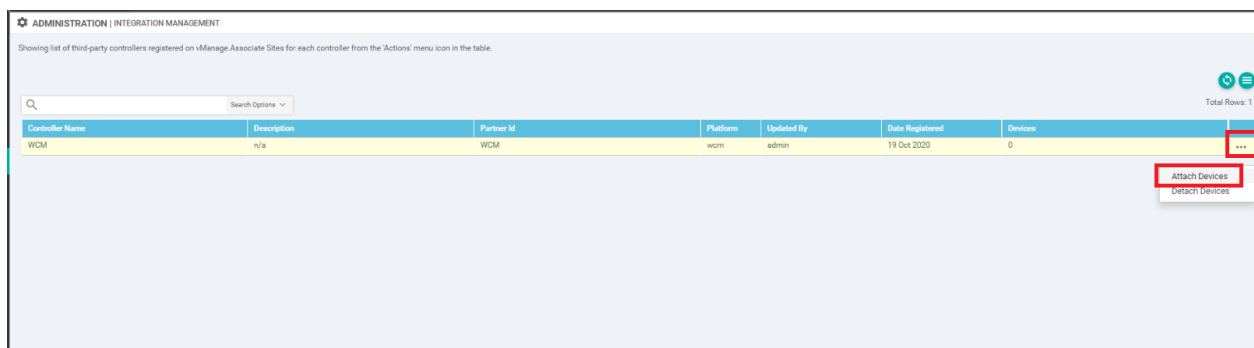 ADMINISTRATION | INTEGRATION MANAGEMENT
Showing list of third-party controllers registered on vManage.Associate Sites for each controller from the 'Actions' menu icon in the table.
Search Options
Total Rows: 1
Controller Name Description Partner Id Platform Updated By Date Registered Devices
WCM n/a WCM wcm admin 19 Oct 2020 0
Attach Devices
Detach Devices